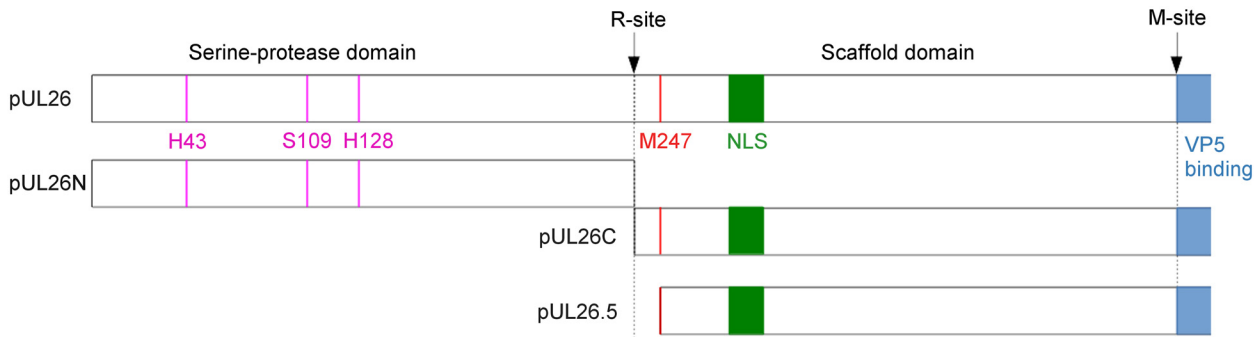 R-site M-site
Serine-protease domain Scaffold domain
pUL26
H43 S109 H128 M247 NLS VP5
binding
pUL26N
pUL26C
pUL26.5